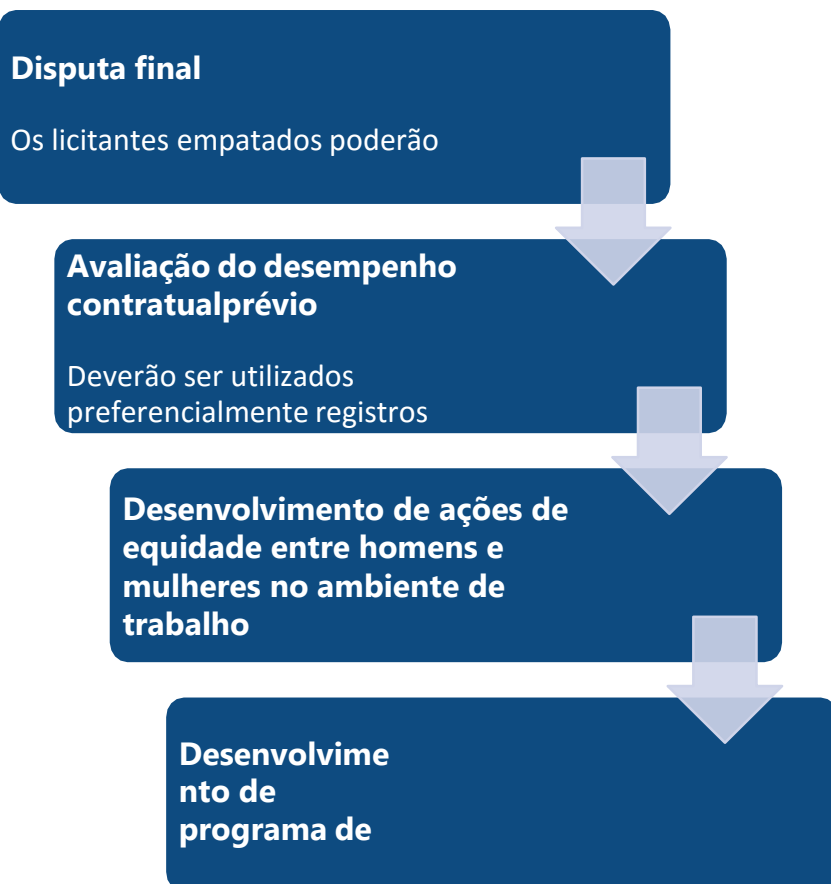 Disputa final
Os licitantes empatados poderão
Avaliação do desempenho
contratualprévio
Deverão ser utilizados
preferencialmente registros
Desenvolvimento de ações de
equidade entre homens e
mulheres no ambiente de
trabalho
Desenvolvime
nto de
programa de